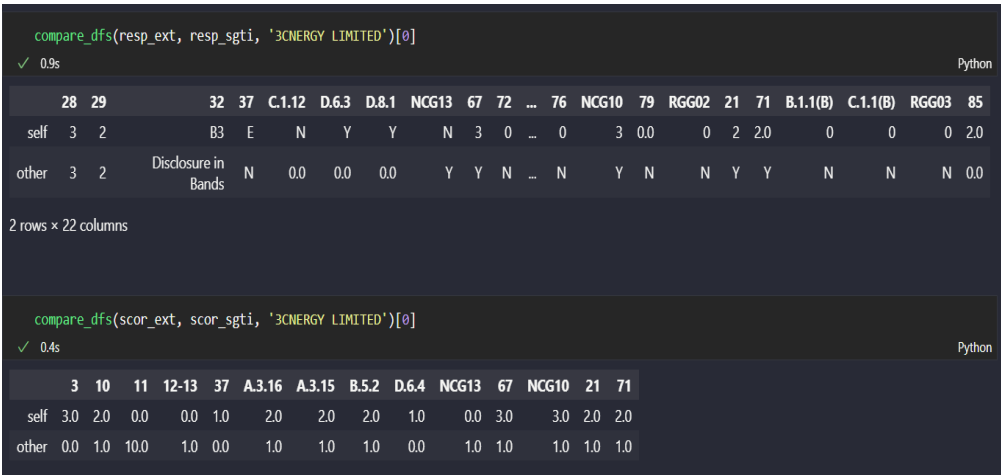 compare_dfs(resp_ext, resp_sgti, '3CNERGY LIMITED')[0]
✓ 0.9s Python
28 29 32 37 C.1.12 D.6.3 D.8.1 NCG13 67 72 ... 76 NCG10 79 RGG02 21 71 B.1.1(B) C.1.1(B) RGG03 85
self 3 2 B3 E N Y Y N 3 0 ... 0 3 0.0 0 2 2.0 0 0 0 2.0
other 3 2 Disclosure in Bands N 0.0 0.0 0.0 Y Y N ... N Y N N Y Y N N N 0.0
2 rows × 22 columns
compare_dfs(scor_ext, scor_sgti, '3CNERGY LIMITED')[0]
✓ 0.4s Python
3 10 11 12-13 37 A.3.16 A.3.15 B.5.2 D.6.4 NCG13 67 NCG10 21 71
self 3.0 2.0 0.0 0.0 1.0 2.0 2.0 2.0 1.0 0.0 3.0 3.0 2.0 2.0
other 0.0 1.0 10.0 1.0 0.0 1.0 1.0 1.0 0.0 1.0 1.0 1.0 1.0 1.0